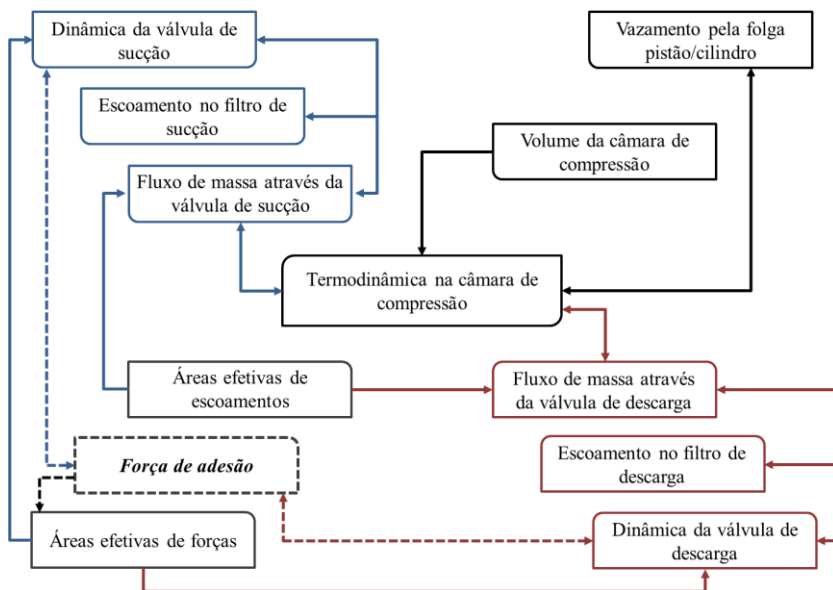 Dinâmica da válvula de
sucção
Vazamento pela folga
pistão/cilindro
Escoamento no filtro de
sucção
Volume da câmara de
compressão
Fluxo de massa através da
válvula de sucção
Termodinâmica na câmara de
compressão
Áreas efetivas de
escoamentos
Fluxo de massa através
da válvula de descarga
Força de adesão
Escoamento no filtro de
descarga
Áreas efetivas de forças
Dinâmica da válvula de
descarga